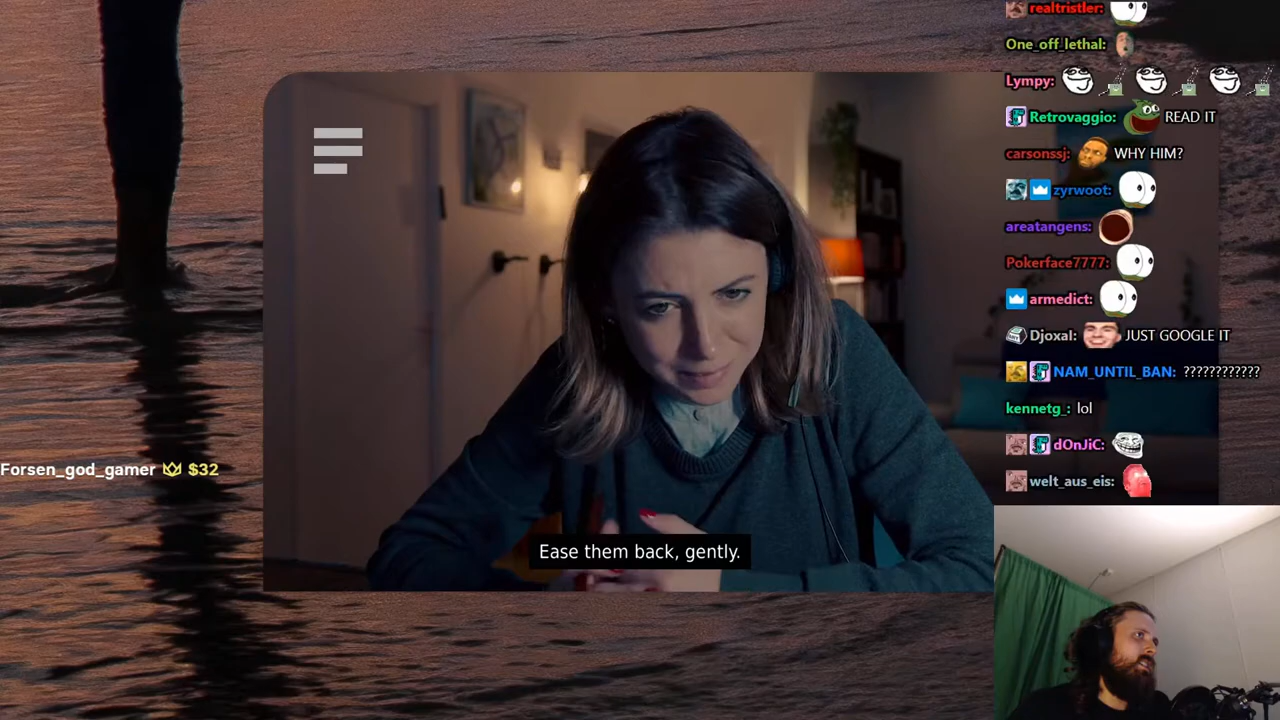 realtristler:
One_off_lethal:
Lympy:
Retrovaggio: READ IT
carsonssj: WHY HIM?
zyrwoot:
areatangens:
Pokerface7777:
armedict:
Djoxal: JUST GOOGLE IT
NAM_UNTIL_BAN: ????????????
kennetg_: lol
dOnJiC:
Forsen_god_gamer $32
welt_aus_eis:
Ease them back, gently.